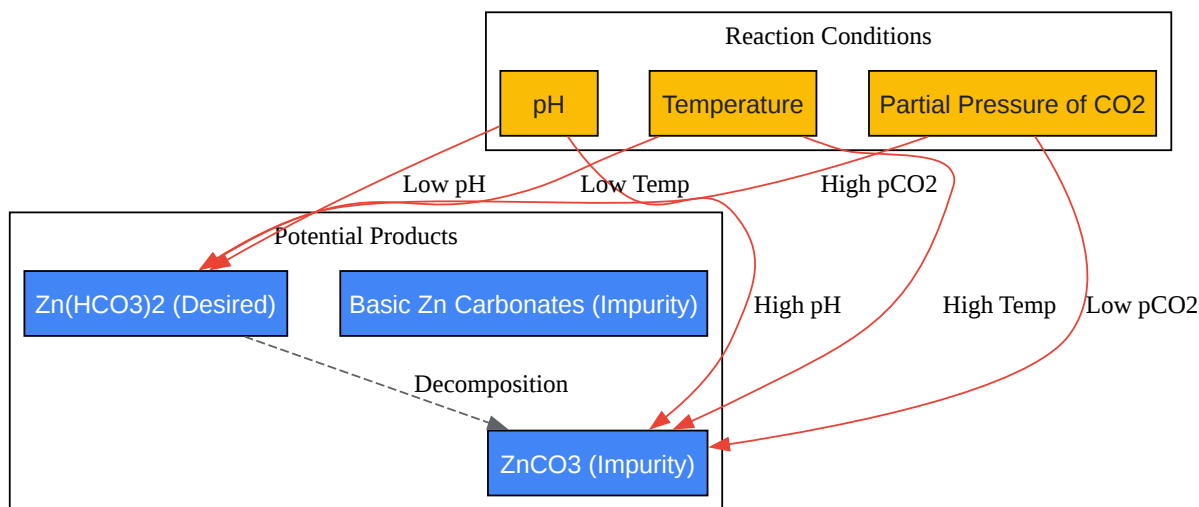 Reaction Conditions
pH
Temperature
Partial Pressure of CO2
Low pH
Low Temp
High pCO2
Potential Products
Zn(HCO3)2 (Desired)
Basic Zn Carbonates (Impurity)
High pH
High Temp
Low pCO2
Decomposition
ZnCO3 (Impurity)